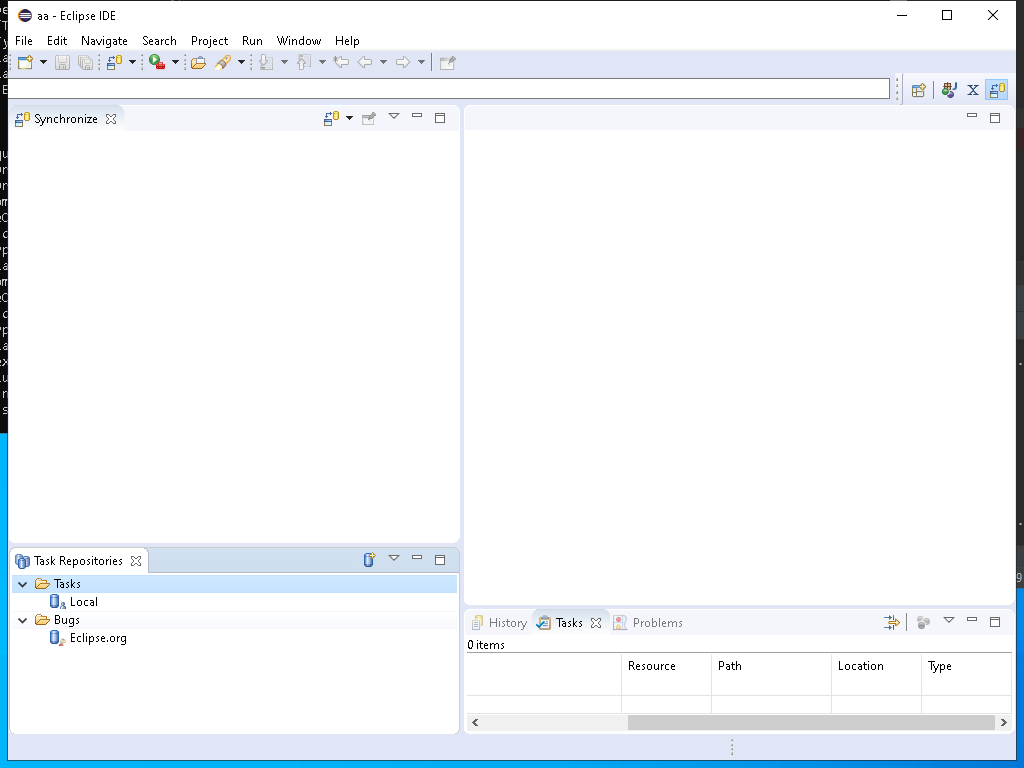 aa - Eclipse IDE
File Edit Navigate Search Project Run Window Help
Synchronize
Task Repositories
Tasks
Local
Bugs
Eclipse.org
History Tasks Problems
0 items
Resource Path Location Type